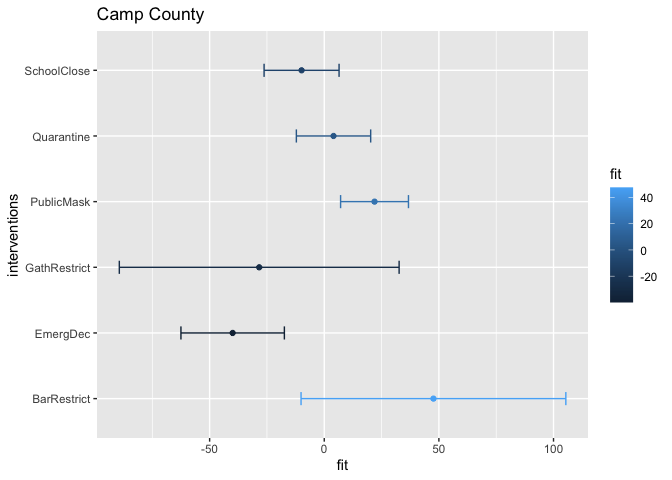 Camp County
SchoolClose
Quarantine
PublicMask
GathRestrict
EmergDec
BarRestrict
interventions
-50
0
50
100
fit
fit
40
20
0
-20